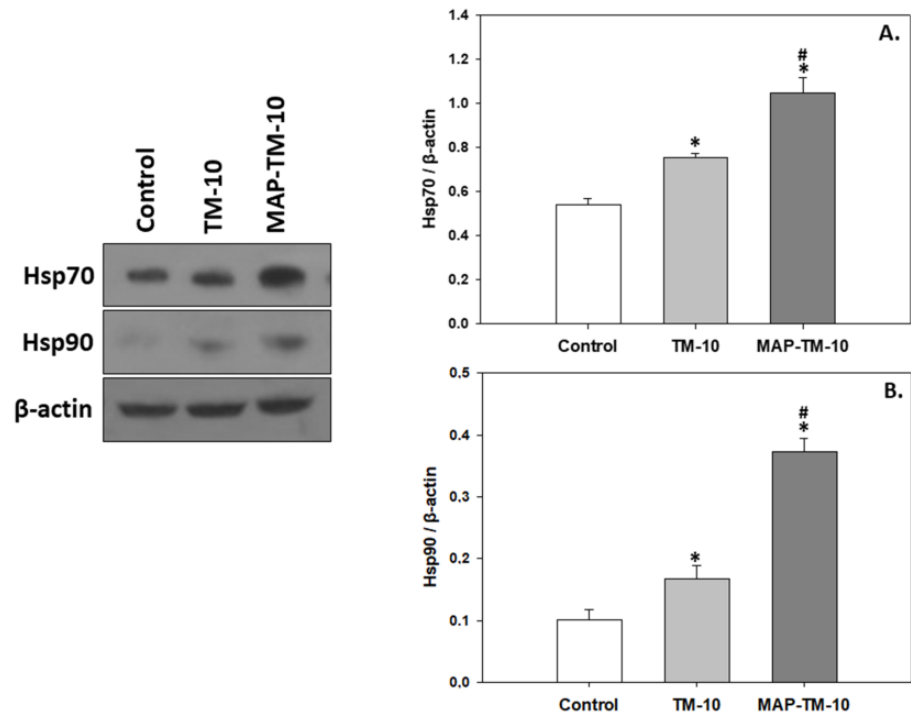 Control
TM-10
MAP-TM-10
Hsp70
Hsp90
β-actin
A.
Hsp70 / β-actin
1.4
1.2
1.0
0.8
0.6
0.4
0.2
0.0
*
#
*
Control TM-10 MAP-TM-10
B.
Hsp90 / β-actin
0.5
0.4
0.3
0.2
0.1
0.0
*
#
*
Control TM-10 MAP-TM-10